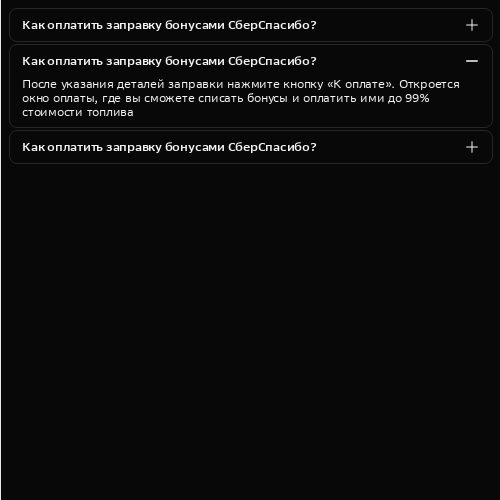 Как оплатить заправку бонусами СберСпасибо?
Как оплатить заправку бонусами СберСпасибо?
После указания деталей заправки нажмите кнопку «К оплате». Откроется
окно оплаты, где вы сможете списать бонусы и оплатить ими до 99%
стоимости топлива
Как оплатить заправку бонусами СберСпасибо?